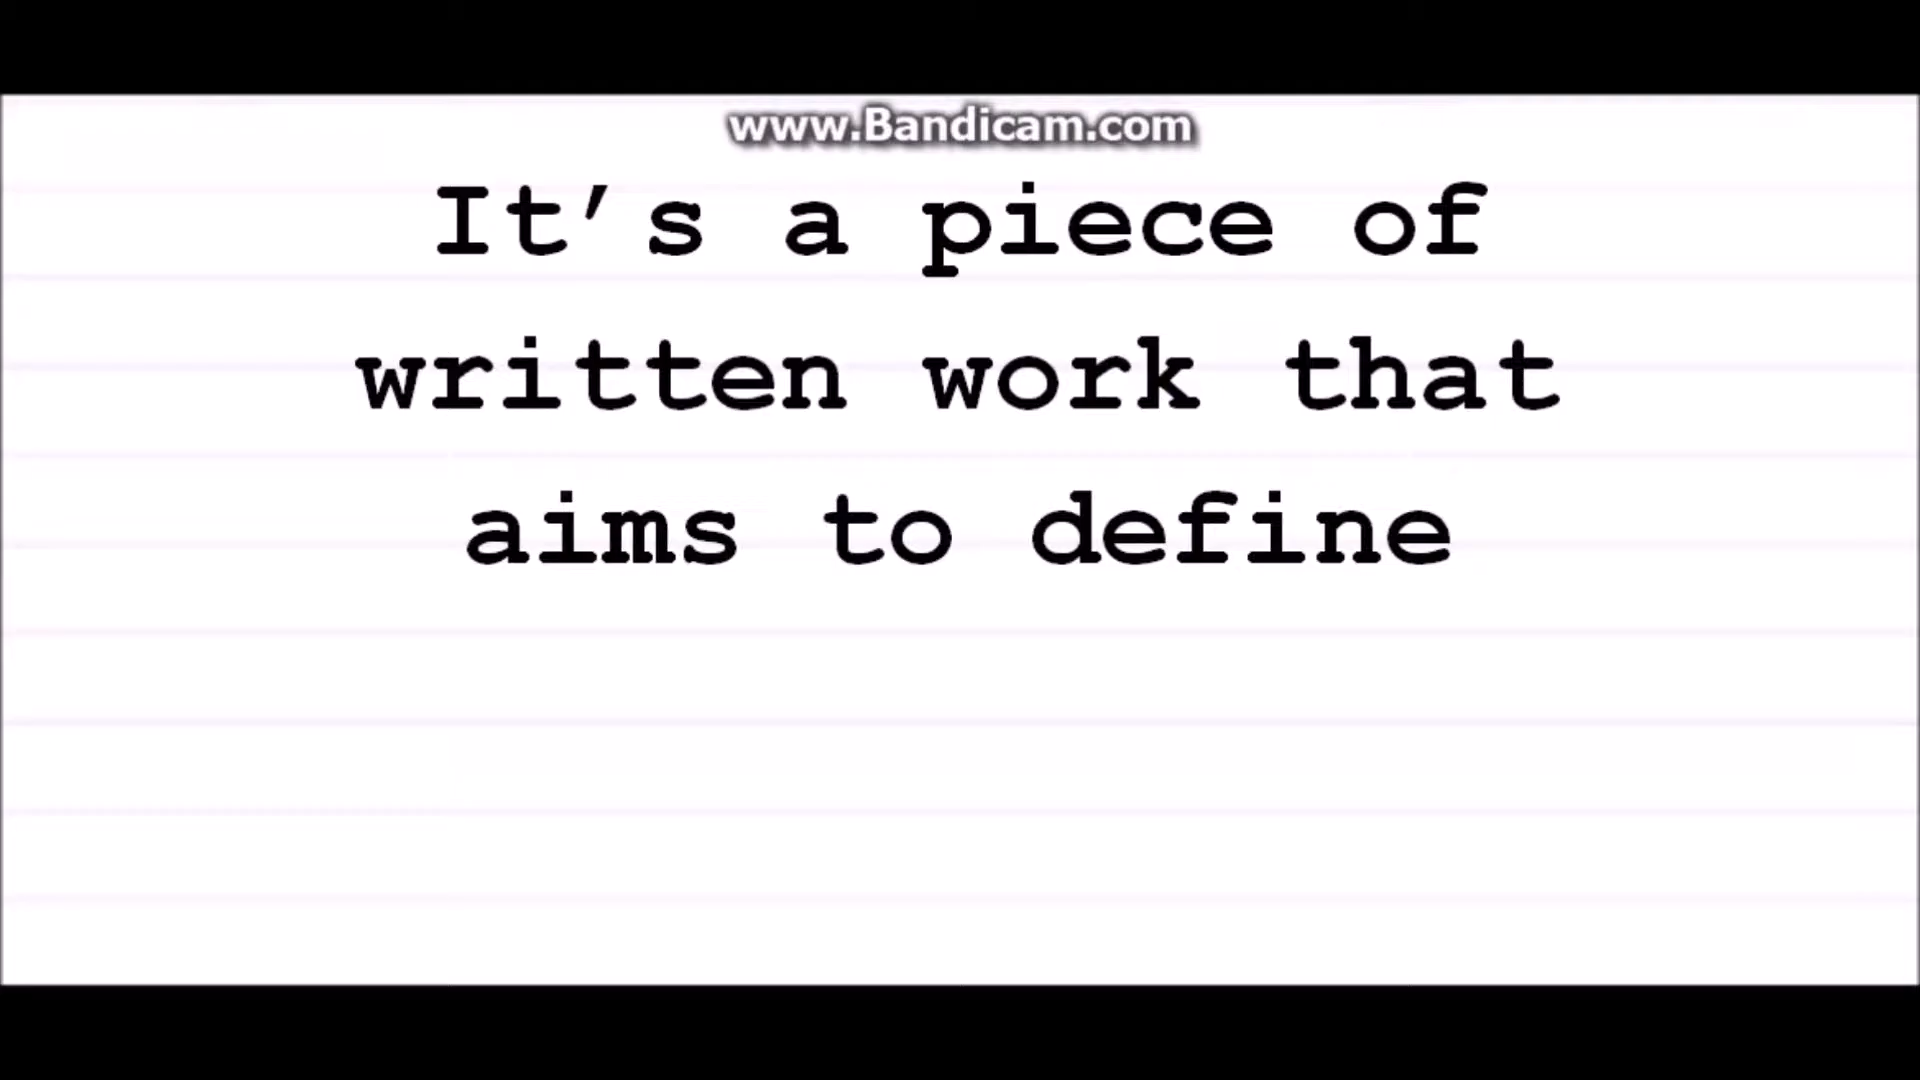 www.Bandicam.com
It's a piece of
written work that
aims to define